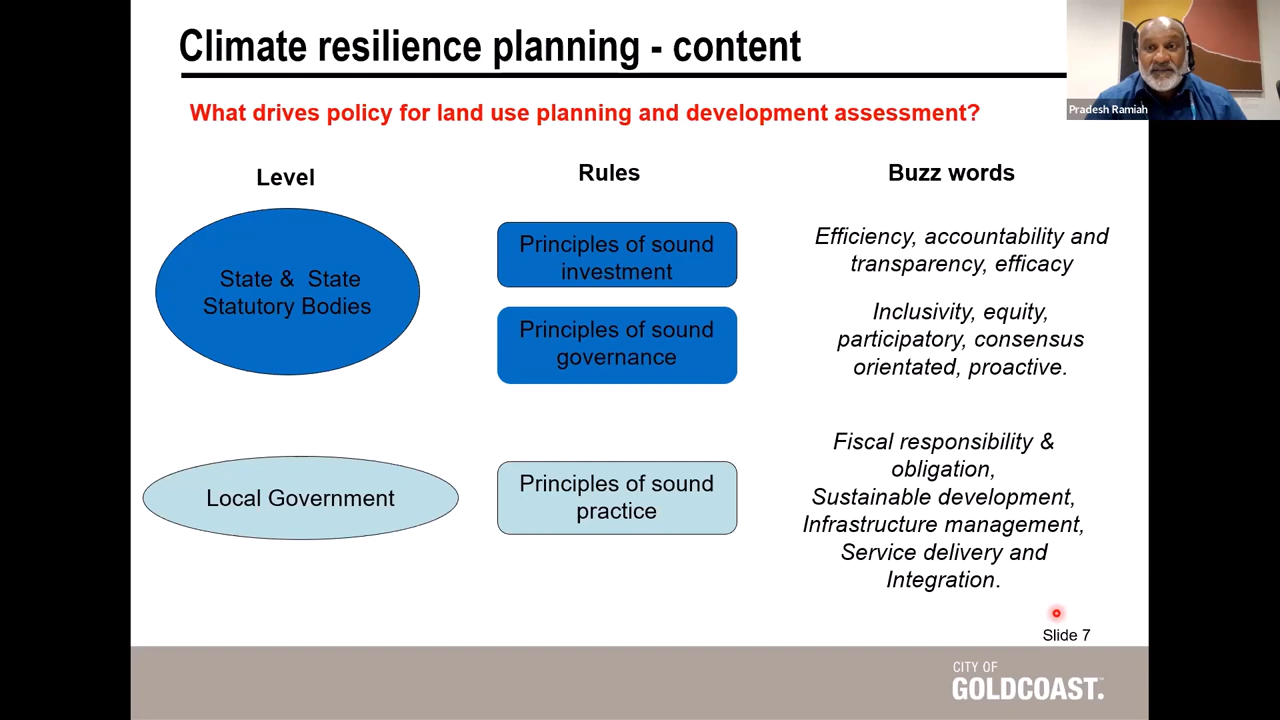 Climate resilience planning - content
Pradesh Ramiah
What drives policy for land use planning and development assessment?
Level
Rules
Buzz words
State & State
Statutory Bodies
Principles of sound
investment
Efficiency, accountability and
transparency, efficacy
Principles of sound
governance
Inclusivity, equity,
participatory, consensus
orientated, proactive.
Local Government
Principles of sound
practice
Fiscal responsibility &
obligation,
Sustainable development,
Infrastructure management,
Service delivery and
Integration.
Slide 7
CITY OF
GOLDCOAST.